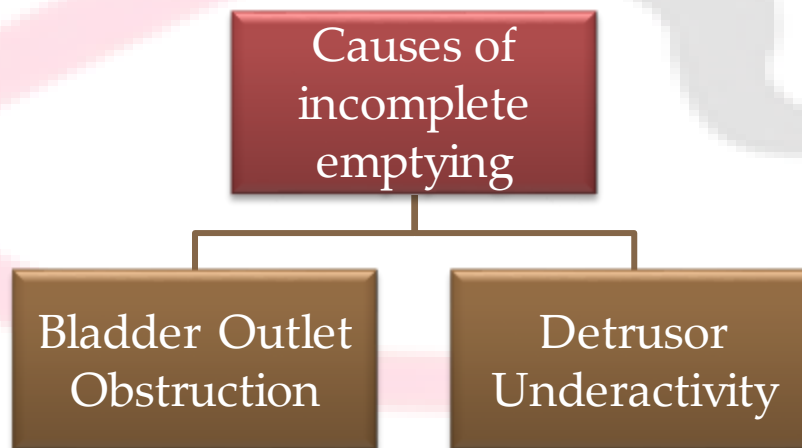 Causes of
incomplete
emptying
Bladder Outlet
Obstruction
Detrusor
Underactivity